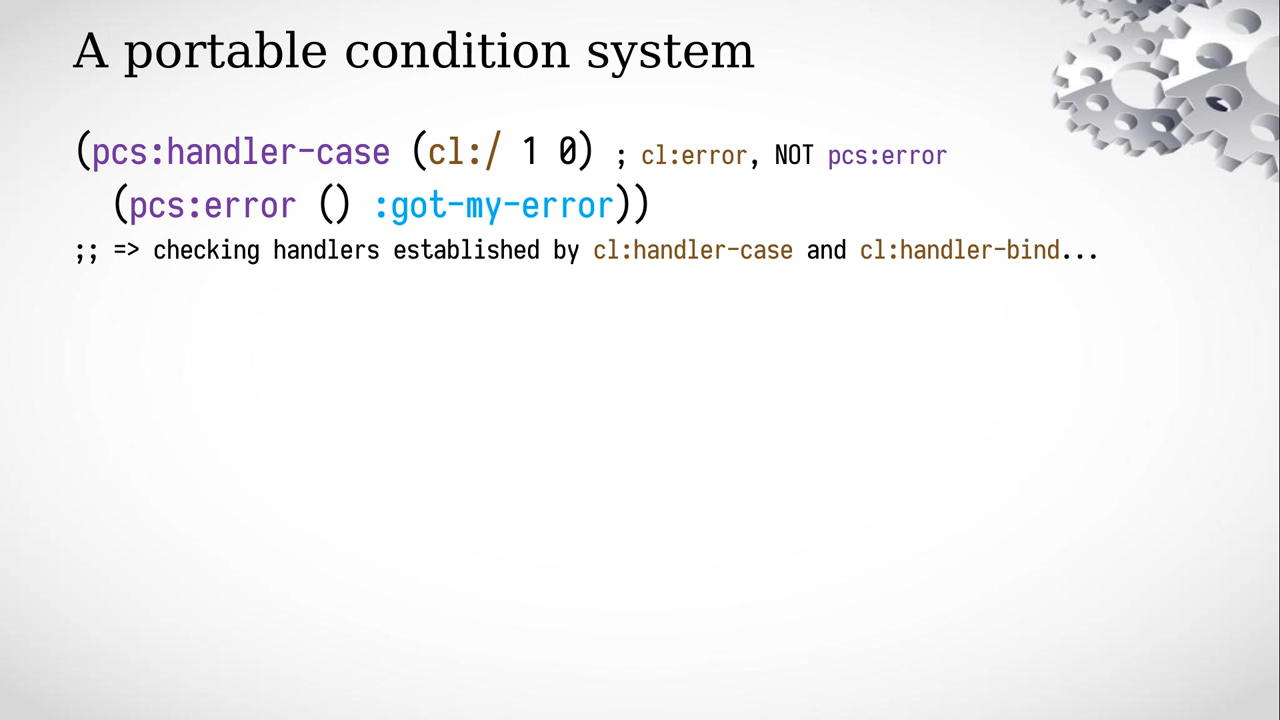 A portable condition system
(pcs:handler-case (cl:/ 1 0) ; cl:error, NOT pcs:error
(pcs:error () :got-my-error))
;; => checking handlers established by cl:handler-case and cl:handler-bind...